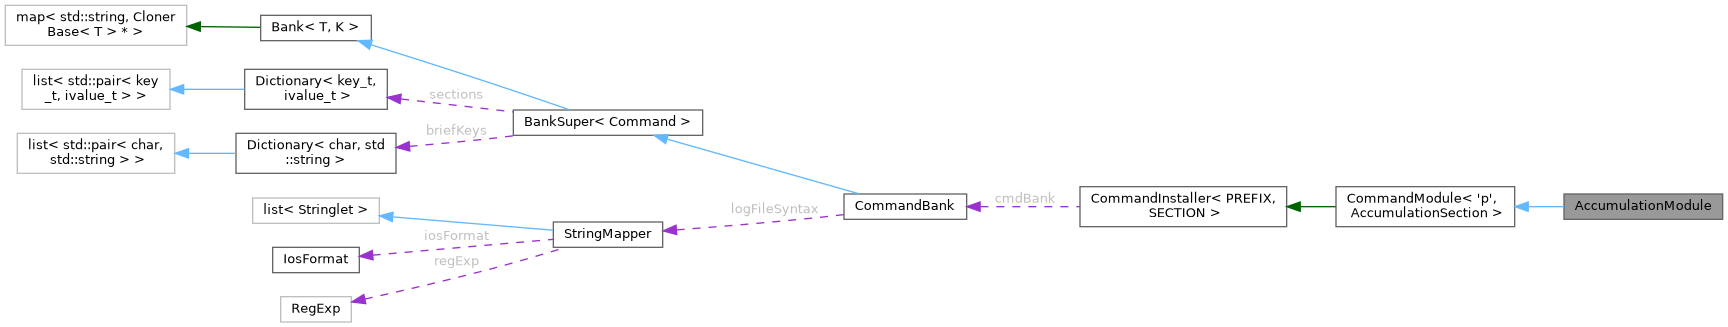 map< std::string, Cloner
Base< T > * >
Bank< T, K >
list< std::pair< key
_t, ivalue_t > >
Dictionary< key_t,
ivalue_t >
sections
BankSuper< Command >
briefKeys
list< std::pair< char,
std::string > >
Dictionary< char, std
::string >
list< Stringlet >
logFileSyntax
CommandBank
cmdBank
CommandInstaller< PREFIX,
SECTION >
CommandModule< 'p',
AccumulationSection >
AccumulationModule
StringMapper
iosFormat
IosFormat
regExp
RegExp